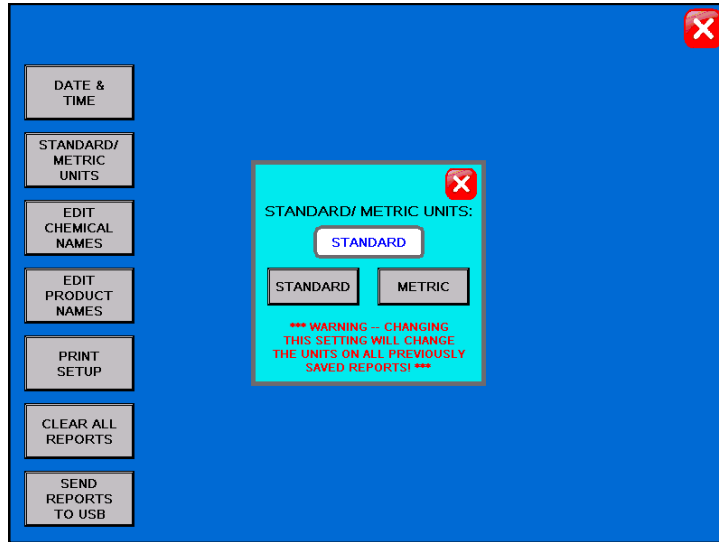 DATE &
TIME
STANDARD/
METRIC
UNITS
EDIT
CHEMICAL
NAMES
EDIT
PRODUCT
NAMES
PRINT
SETUP
CLEAR ALL
REPORTS
SEND
REPORTS
TO USB
STANDARD/ METRIC UNITS:
STANDARD
STANDARD METRIC
*** WARNING -- CHANGING
THIS SETTING WILL CHANGE
THE UNITS ON ALL PREVIOUSLY
SAVED REPORTS! ***